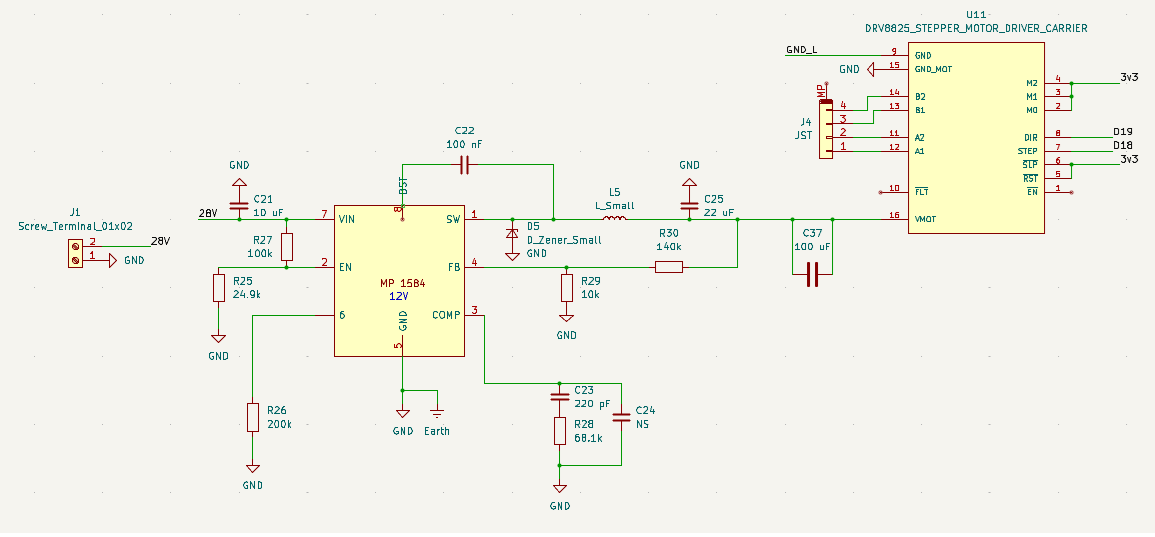 U11
DRV8825_STEPPER_MOTOR_DRIVER_CARRIER
GND_L
9
GND
GND
15
GND_MOT
M2
4
3v3
MP
14
B2
M1
3
4
13
B1
M0
2
3
J4
JST
2
11
A2
DIR
8
D19
1
12
A1
STEP
7
D18
SLP
6
3v3
RST
5
10
FLT
EN
1
16
VMOT
C22
100 nF
GND
BST
8
GND
C21
10 uF
28V
7
VIN
SW
1
L5
L_Small
C25
22 uF
J1
Screw_Terminal_01x02
2
28V
1
GND
R27
100k
D5
D_Zener_Small
GND
R30
140k
C37
100 uF
2
EN
FB
4
R25
24.9k
GND
MP 1584
12V
R29
10k
GND
6
COMP
3
GND
5
R26
200k
GND
GND
Earth
C23
220 pF
C24
NS
R28
68.1k
GND